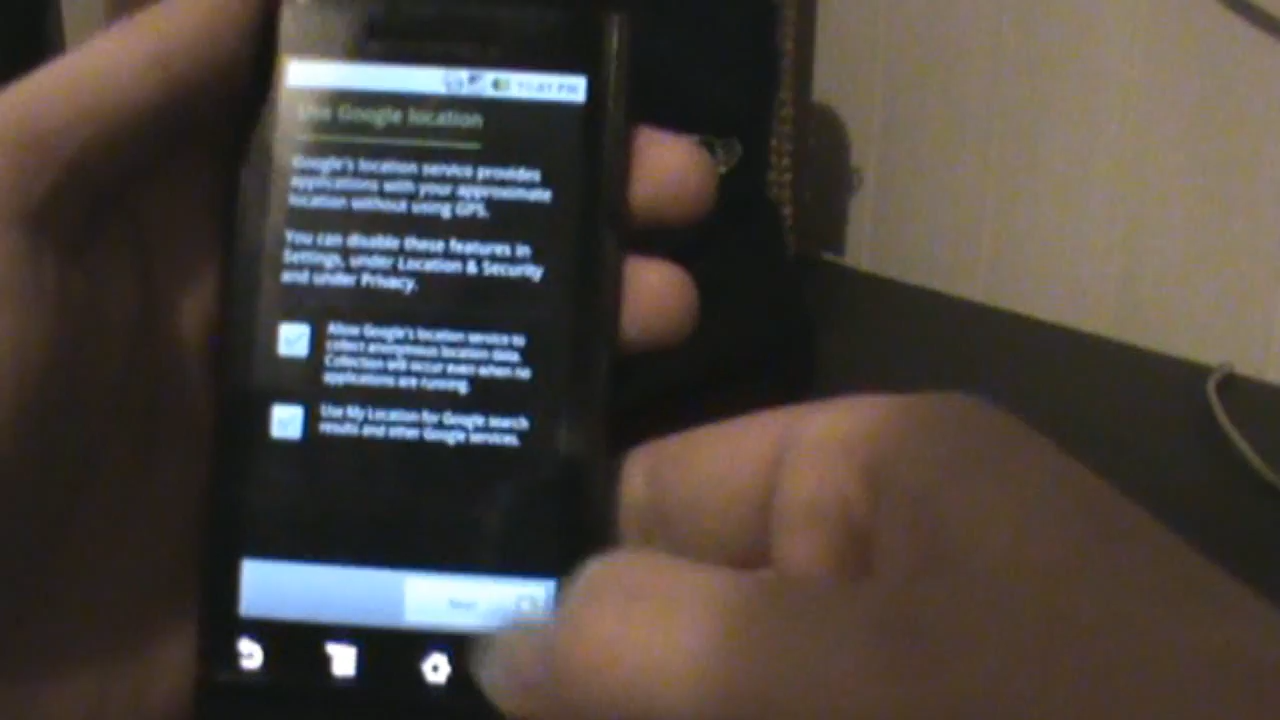 Use Google location
Google's location service provides
applications with your approximate
location without using GPS.
You can disable these features in
Settings, under Location & Security
and under Privacy.
Allow Google's location service to
collect anonymous location data.
Collection will occur even when no
applications are running.
Use My Location for Google search
results and other Google services.
Next